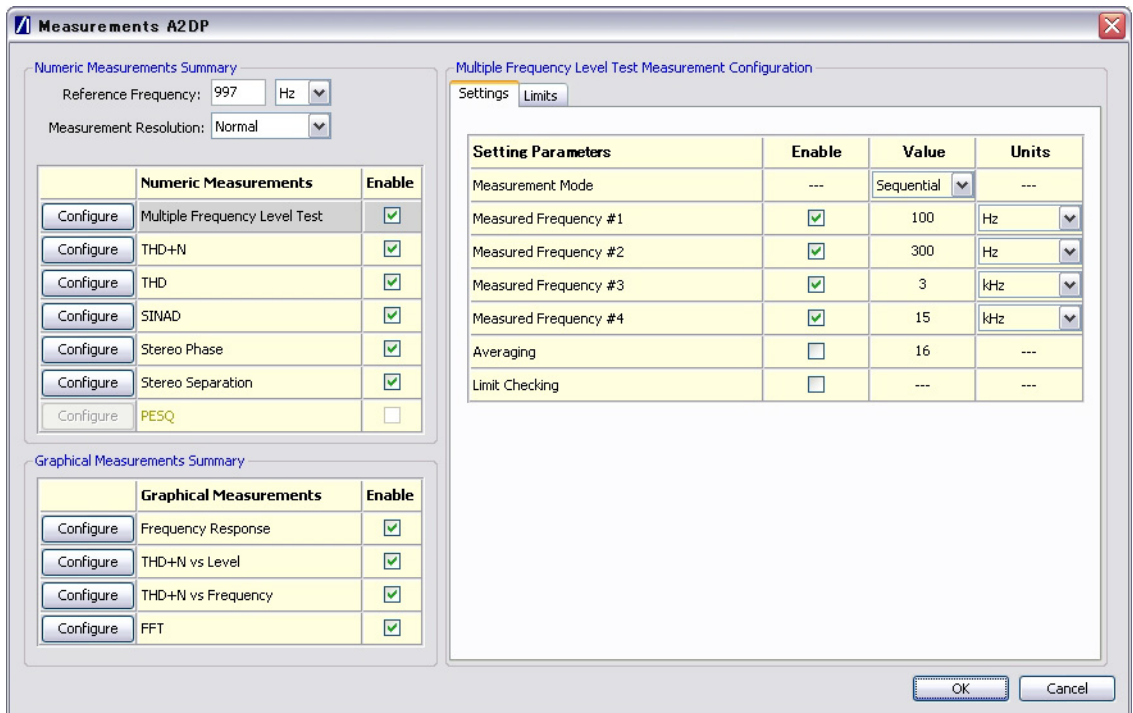 Measurements A2DP
Numeric Measurements Summary
Reference Frequency: 997 Hz
Measurement Resolution: Normal
Numeric Measurements Enable
Configure Multiple Frequency Level Test
Configure THD+N
Configure THD
Configure SINAD
Configure Stereo Phase
Configure Stereo Separation
Configure PESQ
Graphical Measurements Summary
Graphical Measurements Enable
Configure Frequency Response
Configure THD+N vs Level
Configure THD+N vs Frequency
Configure FFT
Multiple Frequency Level Test Measurement Configuration
Settings Limits
Setting Parameters Enable Value Units
Measurement Mode --- Sequential ---
Measured Frequency #1 100 Hz
Measured Frequency #2 300 Hz
Measured Frequency #3 3 kHz
Measured Frequency #4 15 kHz
Averaging 16 ---
Limit Checking --- ---
OK Cancel